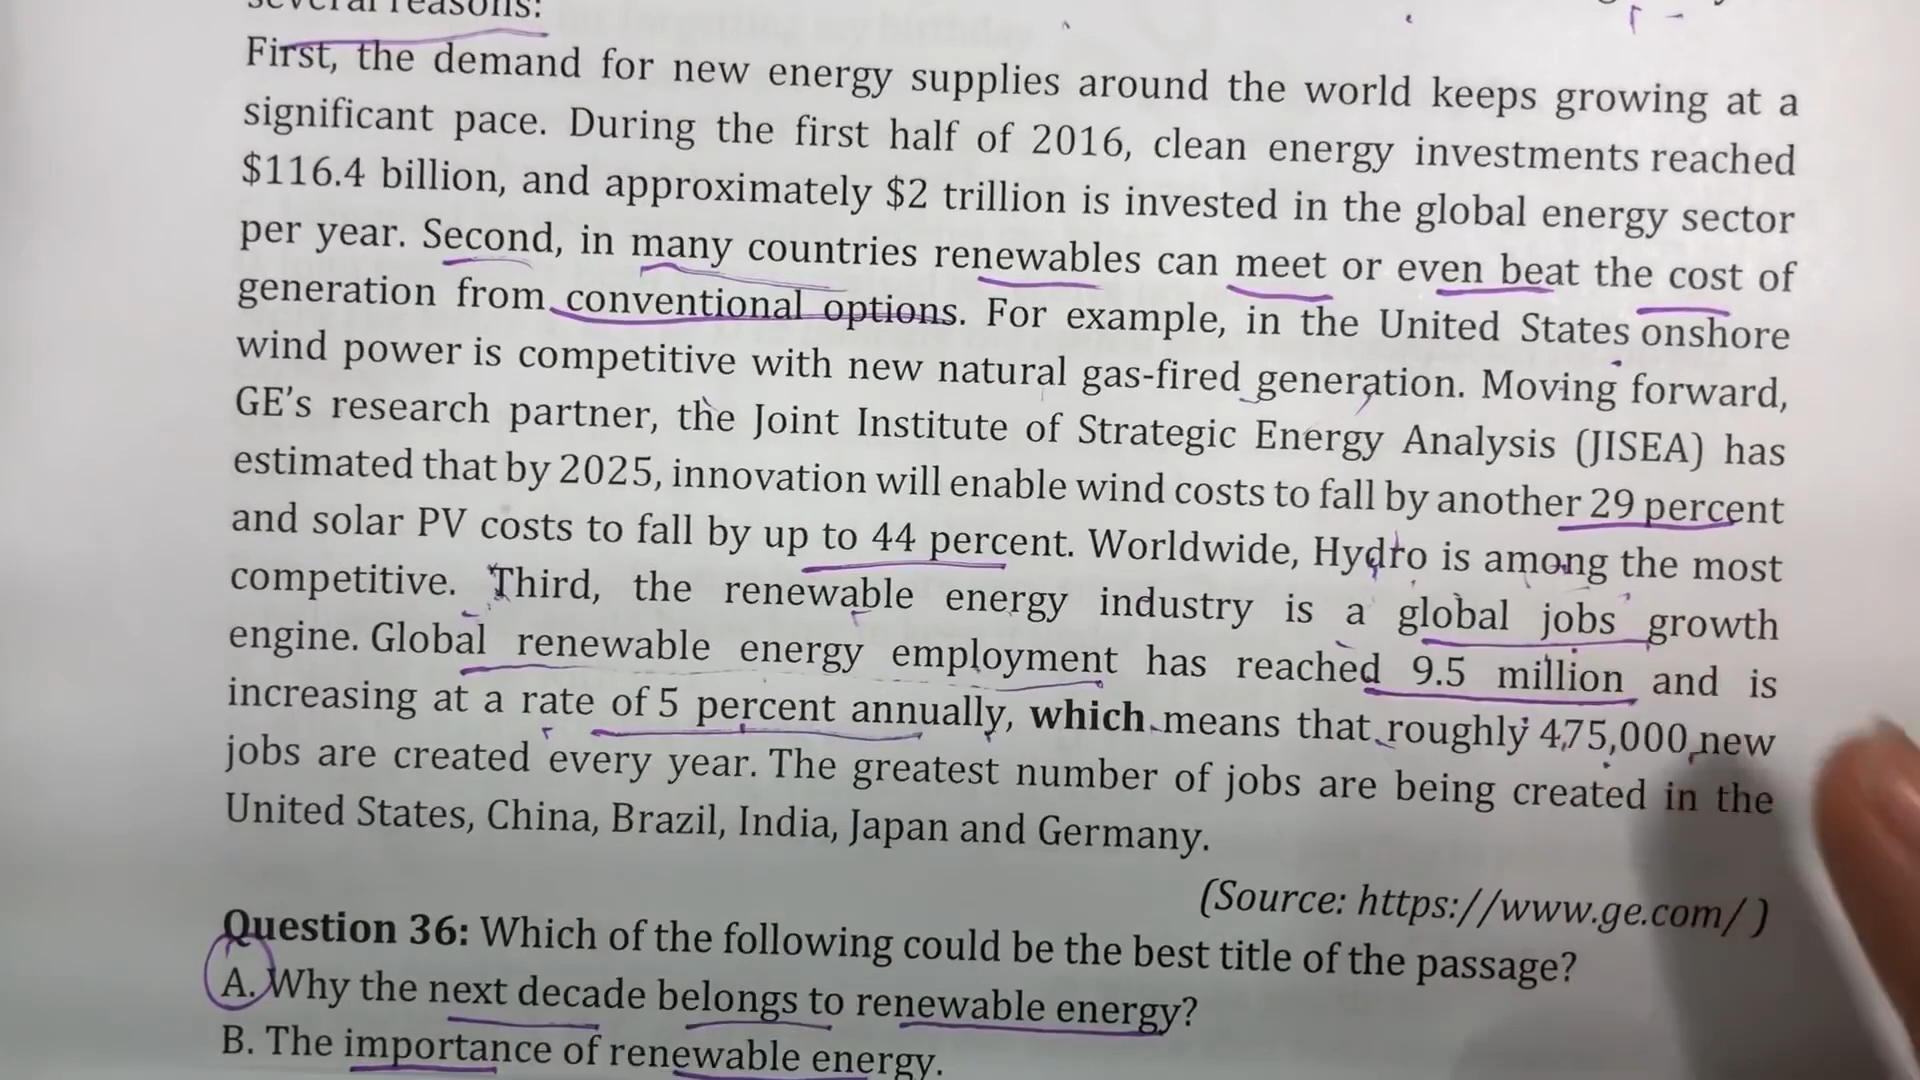 several reasons:
First, the demand for new energy supplies around the world keeps growing at a
significant pace. During the first half of 2016, clean energy investments reached
$116.4 billion, and approximately $2 trillion is invested in the global energy sector
per year. Second, in many countries renewables can meet or even beat the cost of
generation from conventional options. For example, in the United States onshore
wind power is competitive with new natural gas-fired generation. Moving forward,
GE's research partner, the Joint Institute of Strategic Energy Analysis (JISEA) has
estimated that by 2025, innovation will enable wind costs to fall by another 29 percent
and solar PV costs to fall by up to 44 percent. Worldwide, Hydro is among the most
competitive. Third, the renewable energy industry is a global jobs growth
engine. Global renewable energy employment has reached 9.5 million and is
increasing at a rate of 5 percent annually, which means that roughly 475,000 new
jobs are created every year. The greatest number of jobs are being created in the
United States, China, Brazil, India, Japan and Germany.
(Source: https://www.ge.com/ )
Question 36: Which of the following could be the best title of the passage?
A. Why the next decade belongs to renewable energy?
B. The importance of renewable energy.